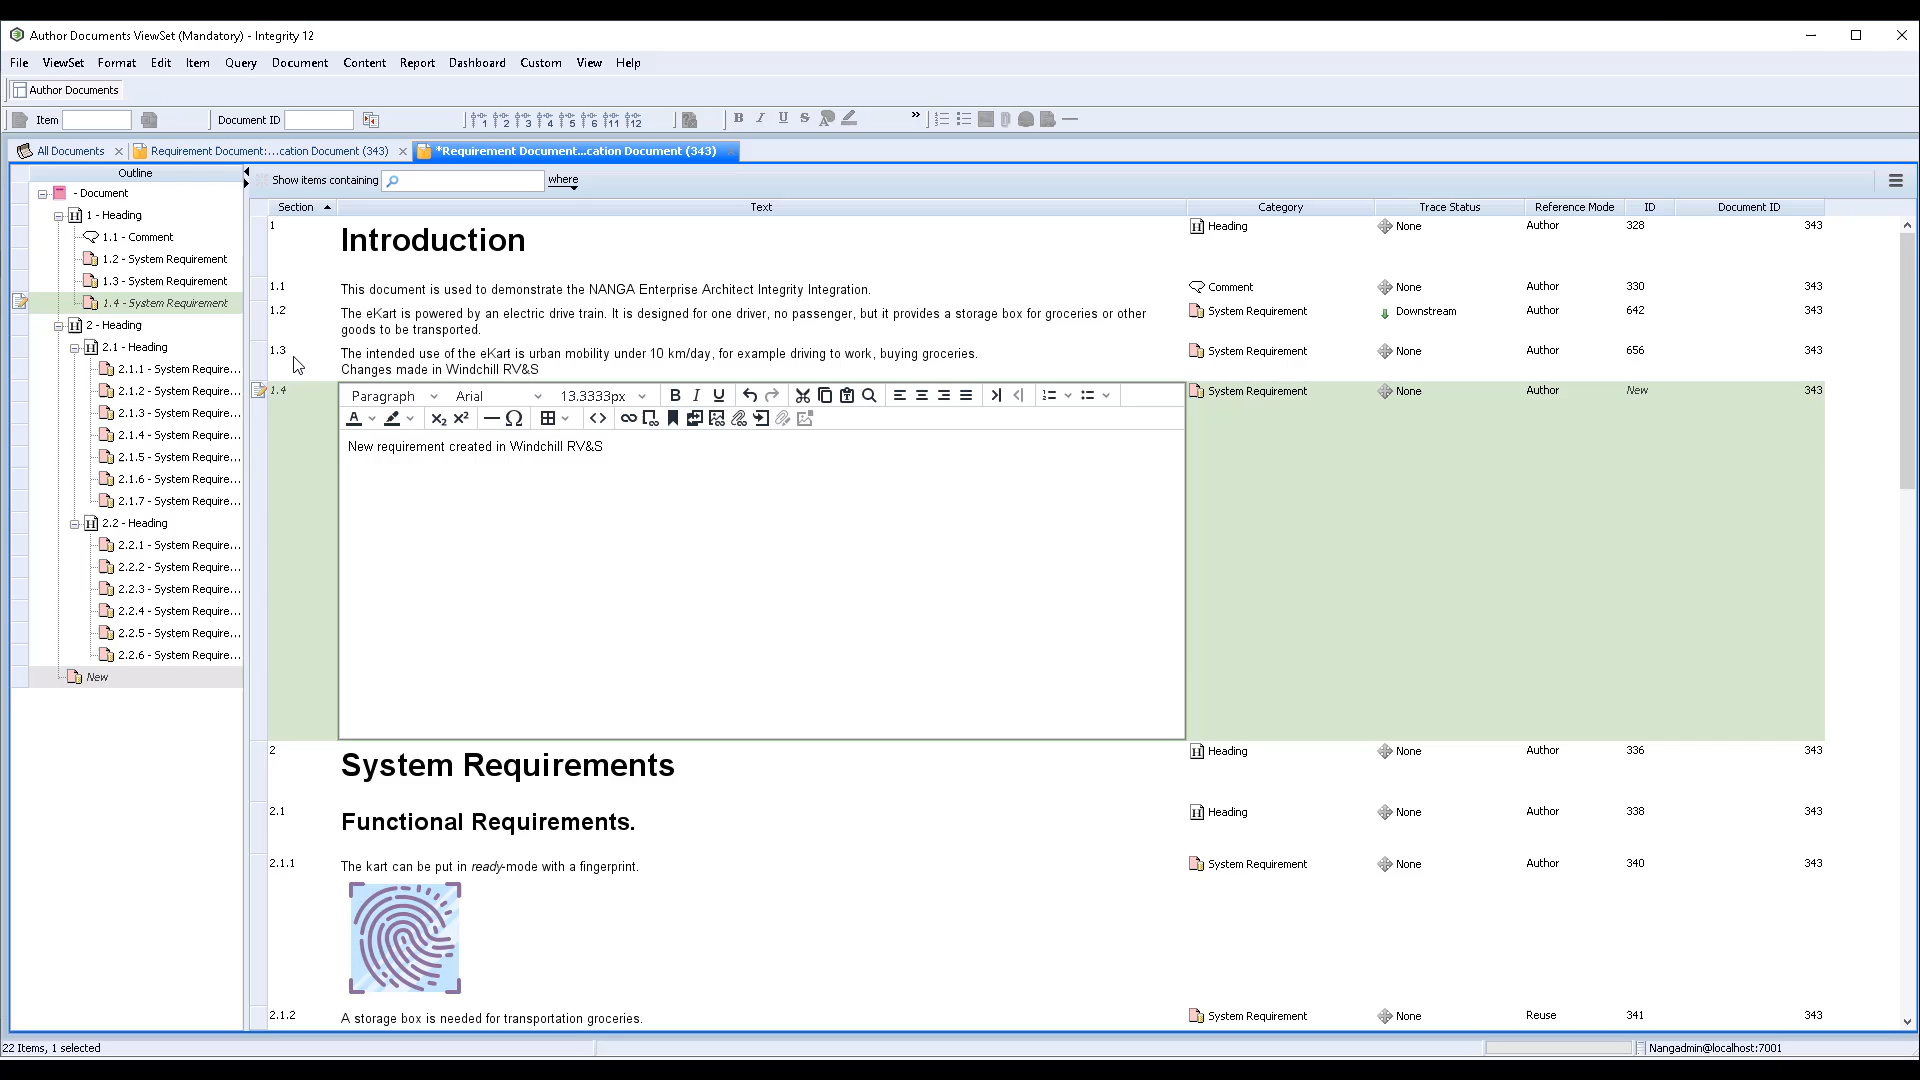 Author Documents ViewSet (Mandatory) - Integrity 12
File ViewSet Format Edit Item Query Document Content Report Dashboard Custom View Help
Author Documents
Item Document ID 1 2 3 4 5 6 11 12 B I U S »
All Documents Requirement Document:...cation Document (343) *Requirement Document...cation Document (343)
Outline
- Document
1 - Heading
1.1 - Comment
1.2 - System Requirement
1.3 - System Requirement
1.4 - System Requirement
2 - Heading
2.1 - Heading
2.1.1 - System Require...
2.1.2 - System Require...
2.1.3 - System Require...
2.1.4 - System Require...
2.1.5 - System Require...
2.1.6 - System Require...
2.1.7 - System Require...
2.2 - Heading
2.2.1 - System Require...
2.2.2 - System Require...
2.2.3 - System Require...
2.2.4 - System Require...
2.2.5 - System Require...
2.2.6 - System Require...
New
Show items containing where
Section Text Category Trace Status Reference Mode ID Document ID
1 Introduction Heading None Author 328 343
1.1 This document is used to demonstrate the NANGA Enterprise Architect Integrity Integration. Comment None Author 330 343
1.2 The eKart is powered by an electric drive train. It is designed for one driver, no passenger, but it provides a storage box for groceries or other System Requirement Downstream Author 642 343
goods to be transported.
1.3 The intended use of the eKart is urban mobility under 10 km/day, for example driving to work, buying groceries. System Requirement None Author 656 343
Changes made in Windchill RV&S
1.4 Paragraph Arial 13.3333px B I U System Requirement None Author New 343
A X₂ X² Ω
New requirement created in Windchill RV&S
2 System Requirements Heading None Author 336 343
2.1 Functional Requirements. Heading None Author 338 343
2.1.1 The kart can be put in ready-mode with a fingerprint. System Requirement None Author 340 343
2.1.2 A storage box is needed for transportation groceries. System Requirement None Reuse 341 343
22 Items, 1 selected Nangadmin@localhost:7001